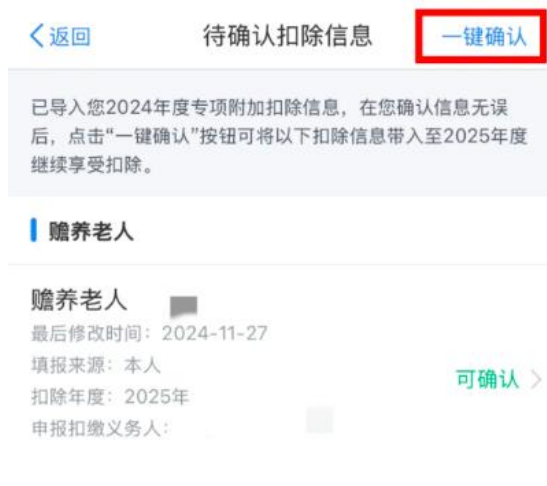 返回
待确认扣除信息
一键确认
已导入您2024年度专项附加扣除信息，在您确认信息无误
后，点击“一键确认”按钮可将以下扣除信息带入至2025年度
继续享受扣除。
赡养老人
赡养老人
最后修改时间：2024-11-27
填报来源：本人
可确认
扣除年度：2025年
申报扣缴义务人：